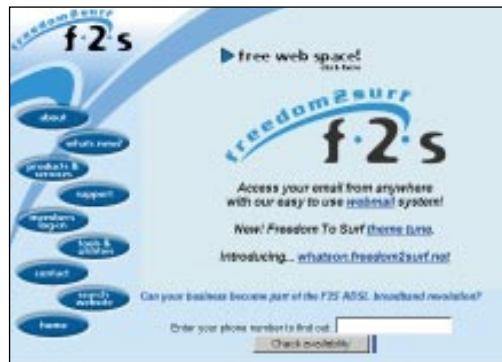 freedom2surf
f·2·s
free web space!
click here
about
whats new?
products &
services
support
members
log-in
tools &
utilities
contact
search
website
home
freedom2surf
f·2·s
Access your email from anywhere
with our easy to use webmail system!
New! Freedom To Surf theme tune.
Introducing... whatson.freedom2surf.net
Can your business become part of the F2S ADSL broadband revolution?
Enter your phone number to find out:
Check availability